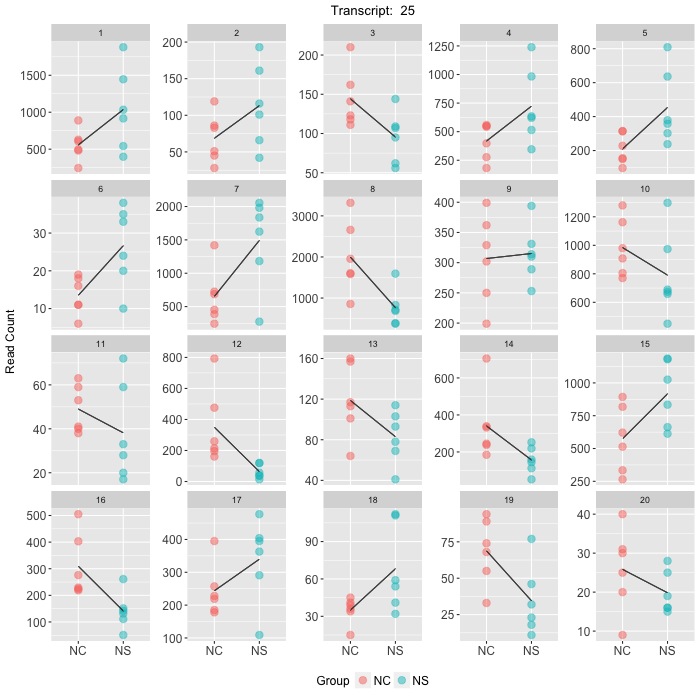 Transcript: 25
1 2 3 4 5
1500 1000 500
200 150 100 50
200 150 100 50
1250 1000 750 500 250
800 600 400 200
6 7 8 9 10
30 20 10
2000 1500 1000 500
3000 2000 1000
400 350 300 250 200
1200 1000 800 600
Read Count
11 12 13 14 15
60 40 20
800 600 400 200 0
160 120 80 40
600 400 200
1000 750 500 250
16 17 18 19 20
500 400 300 200 100
500 400 300 200 100
90 60 30
75 50 25
40 30 20 10
NC NS NC NS NC NS NC NS NC NS
Group NC NS